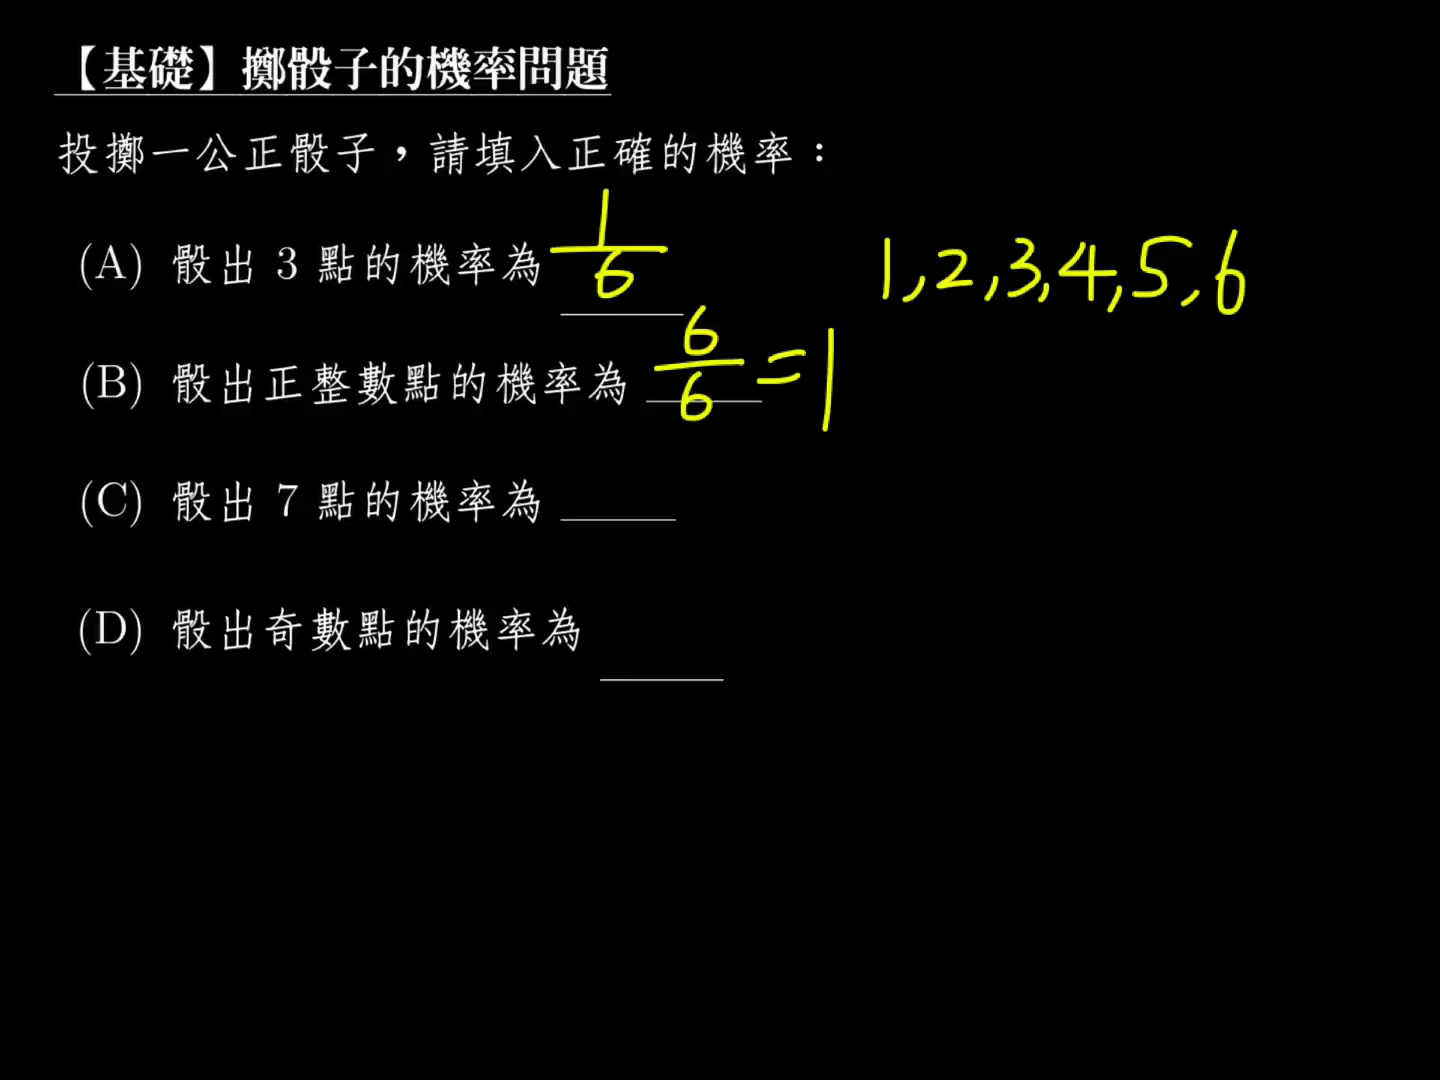 【基礎】擲骰子的機率問題
投擲一公正骰子，請填入正確的機率：
(A) 骰出 3 點的機率為 1/6
1,2,3,4,5,6
(B) 骰出正整數點的機率為 6/6 = 1
(C) 骰出 7 點的機率為
(D) 骰出奇數點的機率為